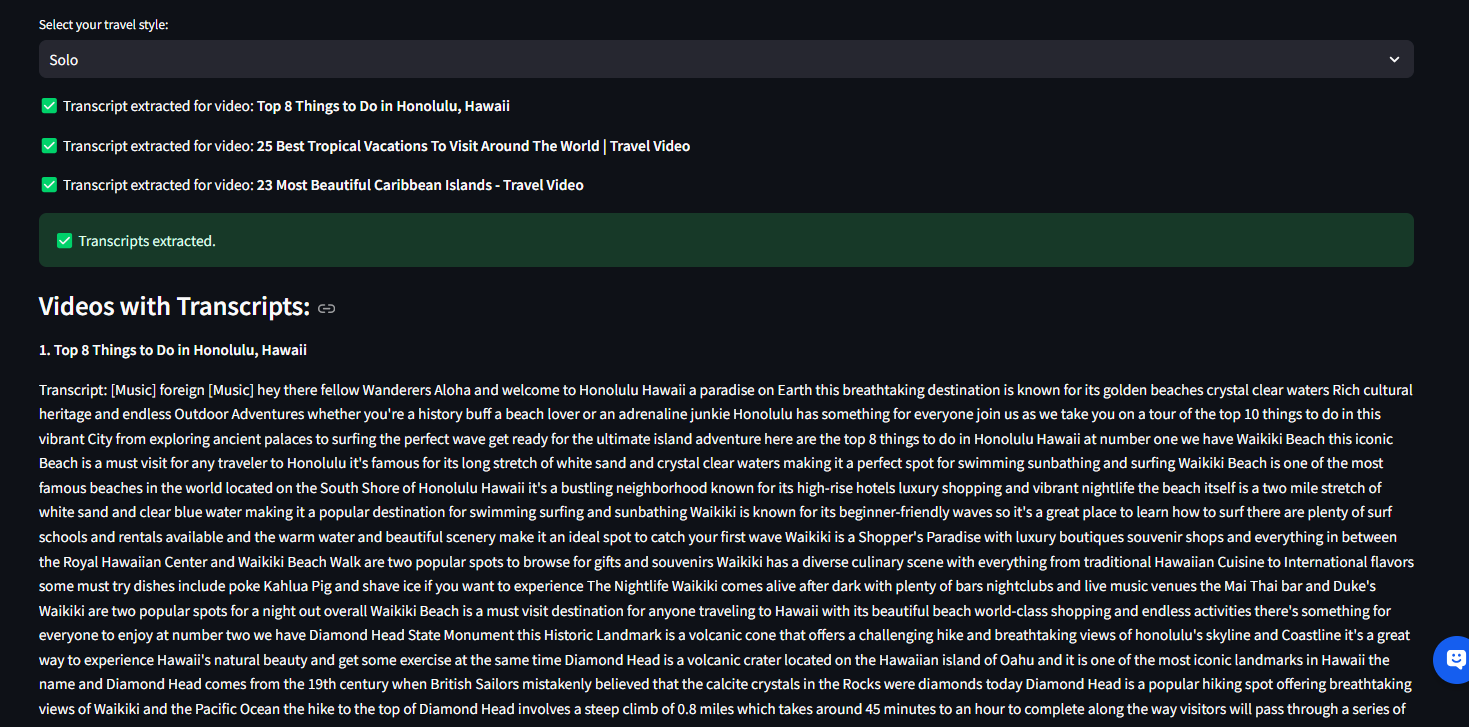 Select your travel style:
Solo
Transcript extracted for video: Top 8 Things to Do in Honolulu, Hawaii
Transcript extracted for video: 25 Best Tropical Vacations To Visit Around The World | Travel Video
Transcript extracted for video: 23 Most Beautiful Caribbean Islands - Travel Video
Transcripts extracted.
Videos with Transcripts:
1. Top 8 Things to Do in Honolulu, Hawaii
Transcript: [Music] foreign [Music] hey there fellow Wanderers Aloha and welcome to Honolulu Hawaii a paradise on Earth this breathtaking destination is known for its golden beaches crystal clear waters Rich cultural
heritage and endless Outdoor Adventures whether you're a history buff a beach lover or an adrenaline junkie Honolulu has something for everyone join us as we take you on a tour of the top 10 things to do in this
vibrant City from exploring ancient palaces to surfing the perfect wave get ready for the ultimate island adventure here are the top 8 things to do in Honolulu Hawaii at number one we have Waikiki Beach this iconic
Beach is a must visit for any traveler to Honolulu it's famous for its long stretch of white sand and crystal clear waters making it a perfect spot for swimming sunbathing and surfing Waikiki Beach is one of the most
famous beaches in the world located on the South Shore of Honolulu Hawaii it's a bustling neighborhood known for its high-rise hotels luxury shopping and vibrant nightlife the beach itself is a two mile stretch of
white sand and clear blue water making it a popular destination for swimming surfing and sunbathing Waikiki is known for its beginner-friendly waves so it's a great place to learn how to surf there are plenty of surf
schools and rentals available and the warm water and beautiful scenery make it an ideal spot to catch your first wave Waikiki is a Shopper's Paradise with luxury boutiques souvenir shops and everything in between
the Royal Hawaiian Center and Waikiki Beach Walk are two popular spots to browse for gifts and souvenirs Waikiki has a diverse culinary scene with everything from traditional Hawaiian Cuisine to International flavors
some must try dishes include poke Kahlua Pig and shave ice if you want to experience The Nightlife Waikiki comes alive after dark with plenty of bars nightclubs and live music venues the Mai Thai bar and Duke's
Waikiki are two popular spots for a night out overall Waikiki Beach is a must visit destination for anyone traveling to Hawaii with its beautiful beach world-class shopping and endless activities there's something for
everyone to enjoy at number two we have Diamond Head State Monument this Historic Landmark is a volcanic cone that offers a challenging hike and breathtaking views of honolulu's skyline and Coastline it's a great
way to experience Hawaii's natural beauty and get some exercise at the same time Diamond Head is a volcanic crater located on the Hawaiian island of Oahu and it is one of the most iconic landmarks in Hawaii the
name and Diamond Head comes from the 19th century when British Sailors mistakenly believed that the calcite crystals in the Rocks were diamonds today Diamond Head is a popular hiking spot offering breathtaking
views of Waikiki and the Pacific Ocean the hike to the top of Diamond Head involves a steep climb of 0.8 miles which takes around 45 minutes to an hour to complete along the way visitors will pass through a series of